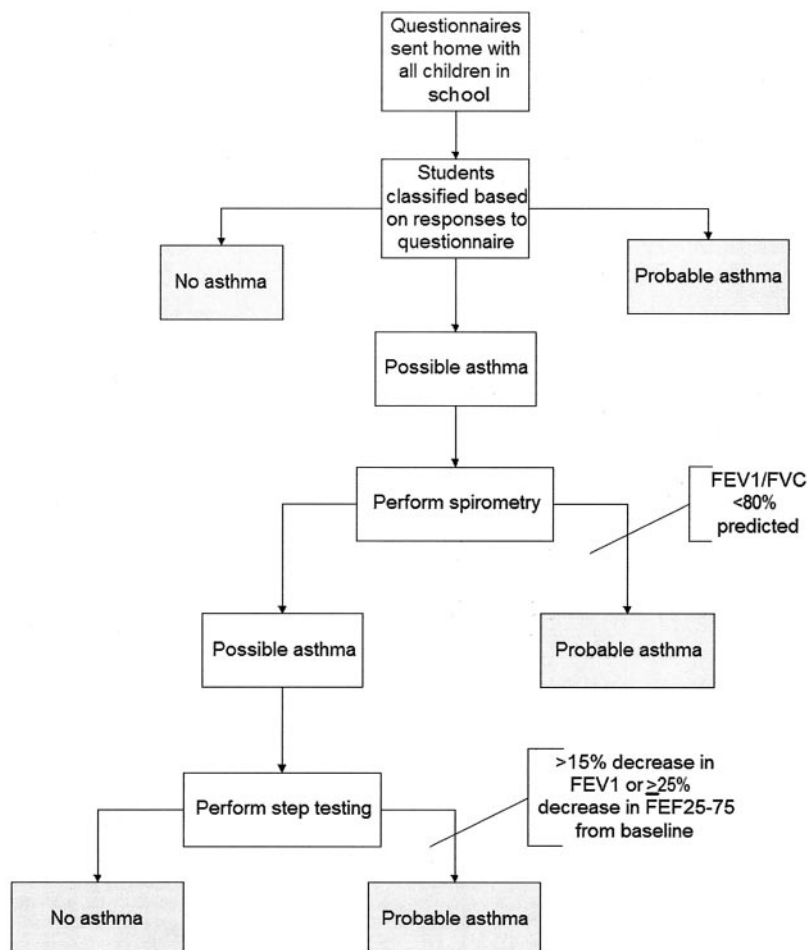 Questionnaires
sent home with
all children in
school
Students
classified based
on responses to
questionnaire
No asthma
Probable asthma
Possible asthma
Perform spirometry
FEV1/FVC
<80%
predicted
Possible asthma
Probable asthma
Perform step testing
>15% decrease in
FEV1 or ≥25%
decrease in FEF25-75
from baseline
No asthma
Probable asthma